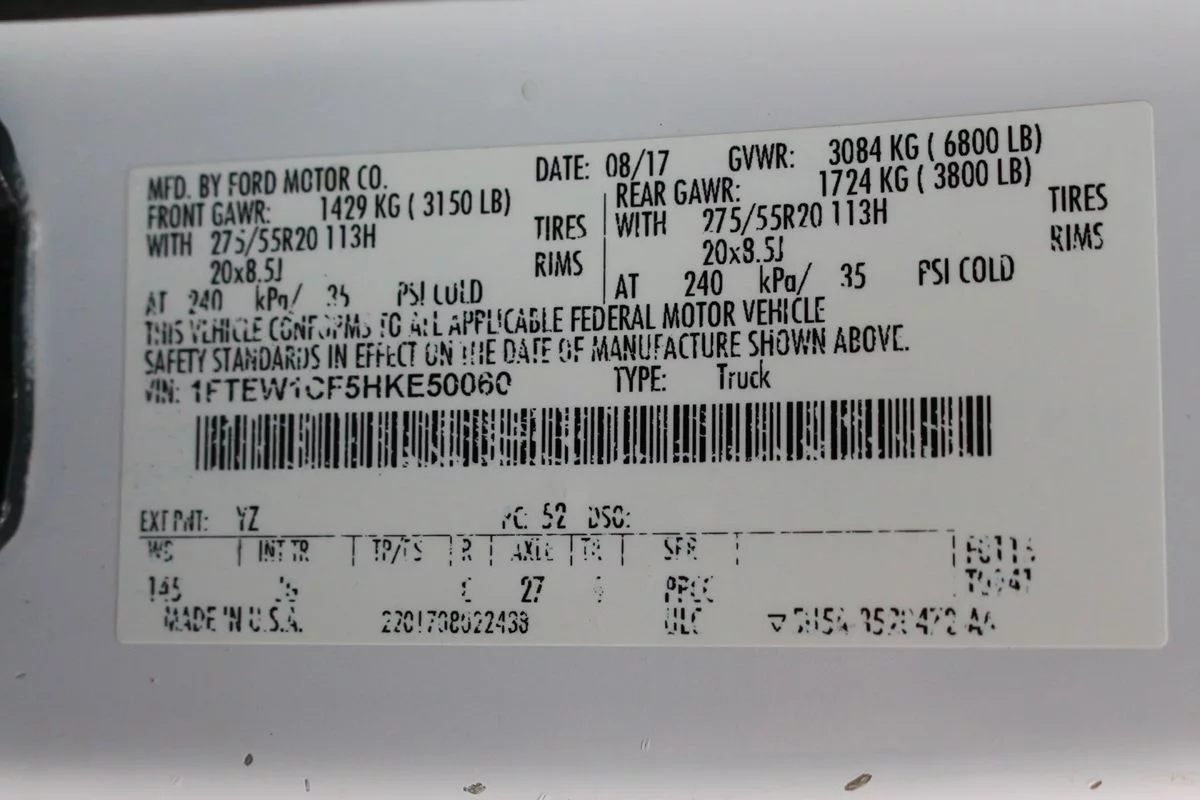 MFD. BY FORD MOTOR CO. DATE: 08/17 GVWR: 3084 KG ( 6800 LB)
FRONT GAWR: 1429 KG ( 3150 LB) REAR GAWR: 1724 KG ( 3800 LB)
WITH 275/55R20 113H TIRES WITH 275/55R20 113H TIRES
20x8.5J RIMS 20x8.5J RIMS
AT 240 kPa/ 35 PSI COLD AT 240 kPa/ 35 PSI COLD
THIS VEHICLE CONFORMS TO ALL APPLICABLE FEDERAL MOTOR VEHICLE
SAFETY STANDARDS IN EFFECT ON THE DATE OF MANUFACTURE SHOWN ABOVE.
VIN: 1FTEW1CF5HKE50060 TYPE: Truck
EXT PNT: YZ RC: 52 DSO:
WB INT TR TP/PS R AXLE TR SPR
145 27
MADE IN U.S.A. ULC